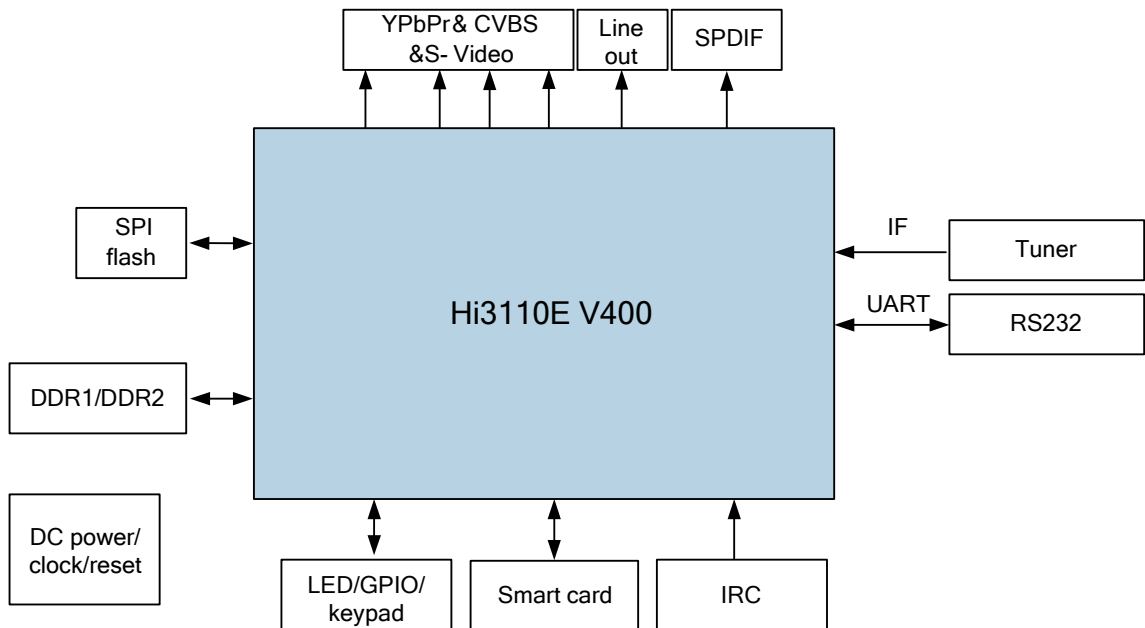 YPbPr& CVBS
&S- Video
Line
out
SPDIF
SPI
flash
IF
Tuner
Hi3110E V400
UART
RS232
DDR1/DDR2
DC power/
clock/reset
LED/GPIO/
keypad
Smart card
IRC